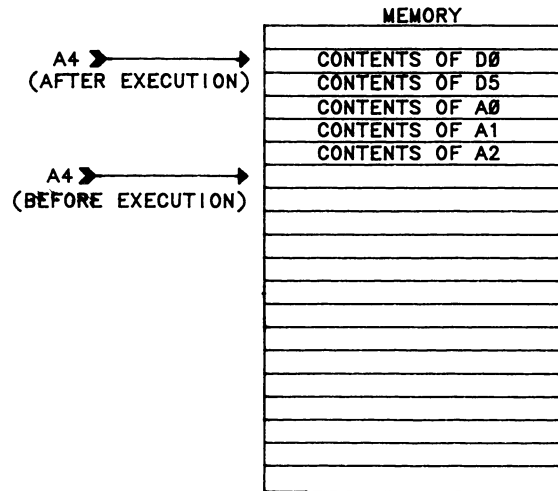 MEMORY
A4
(AFTER EXECUTION)
CONTENTS OF DØ
CONTENTS OF D5
CONTENTS OF AØ
CONTENTS OF A1
CONTENTS OF A2
A4
(BEFORE EXECUTION)